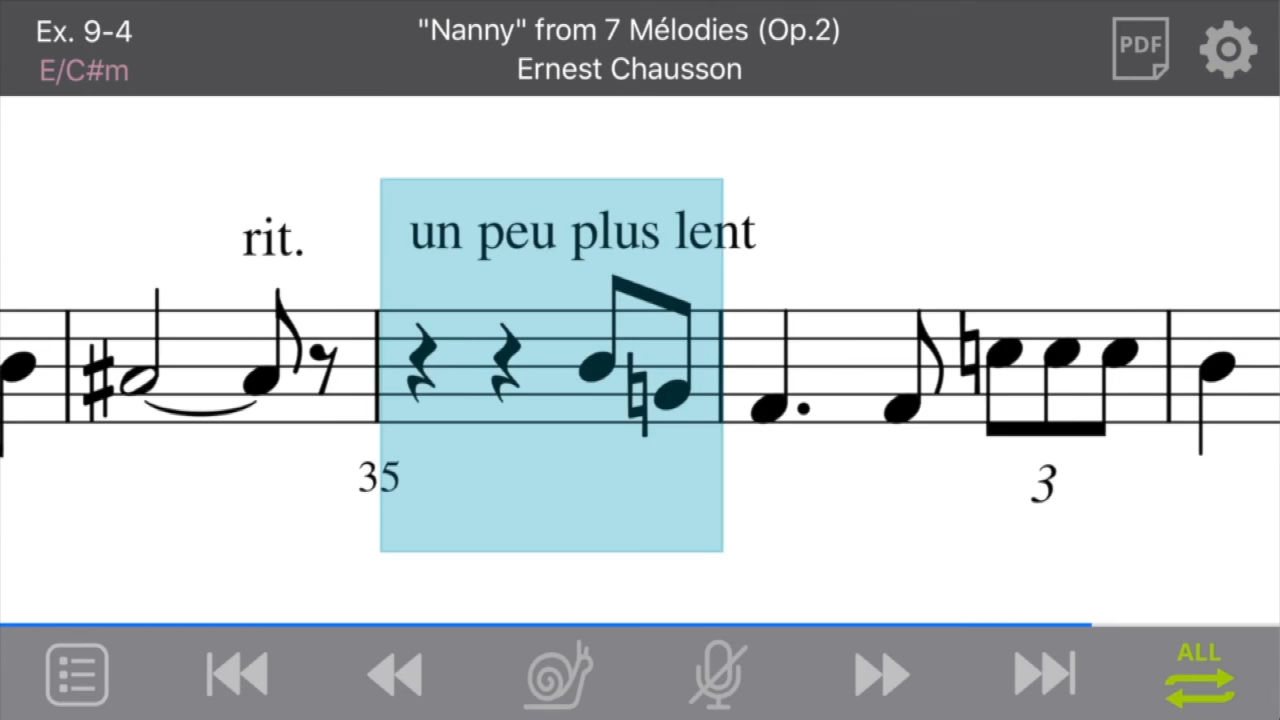 Ex. 9-4
E/C#m
"Nanny" from 7 Mélodies (Op.2)
Ernest Chausson
PDF
rit.
un peu plus lent
35
3
ALL